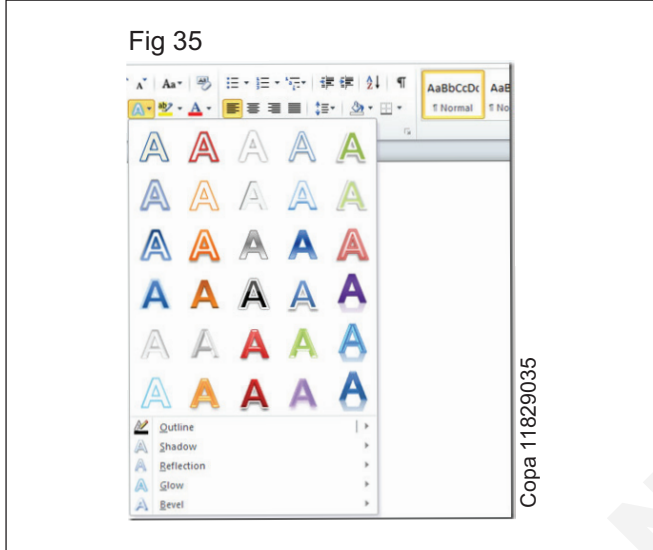 Fig 35
Aa
AaBbCcDc AaB
¶ Normal ¶ No
Outline
Shadow
Reflection
Glow
Bevel
Copa 11829035